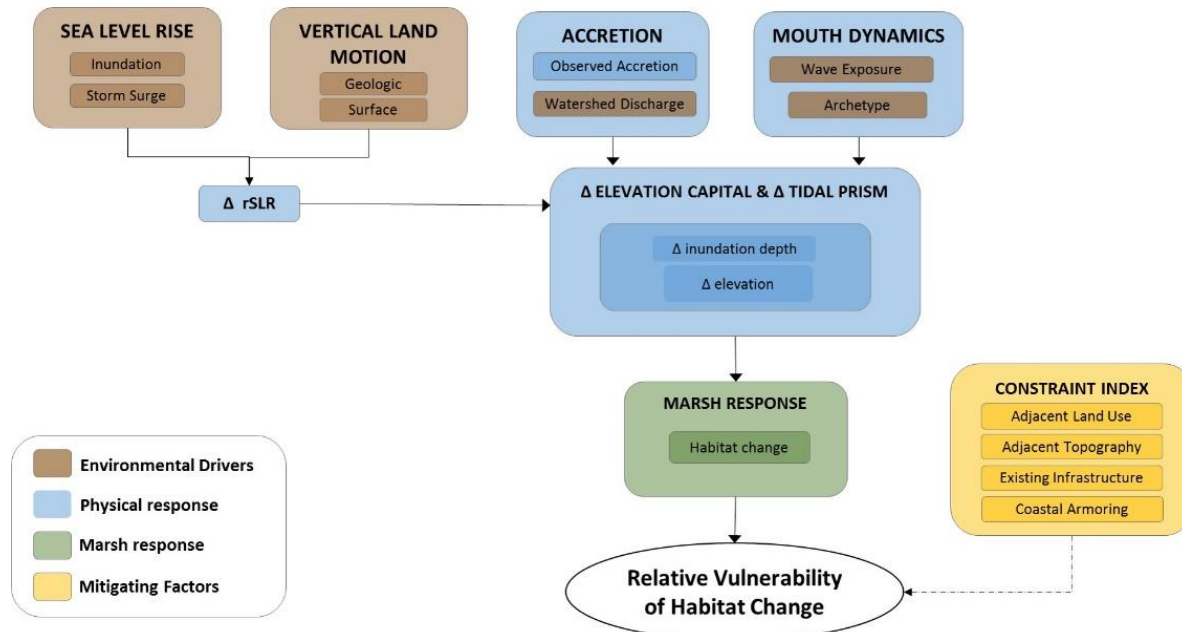 SEA LEVEL RISE
Inundation
Storm Surge
VERTICAL LAND
MOTION
Geologic
Surface
ACCRETION
Observed Accretion
Watershed Discharge
MOUTH DYNAMICS
Wave Exposure
Archetype
Δ rSLR
Δ ELEVATION CAPITAL & Δ TIDAL PRISM
Δ inundation depth
Δ elevation
MARSH RESPONSE
Habitat change
CONSTRAINT INDEX
Adjacent Land Use
Adjacent Topography
Existing Infrastructure
Coastal Armoring
Environmental Drivers
Physical response
Marsh response
Mitigating Factors
Relative Vulnerability
of Habitat Change